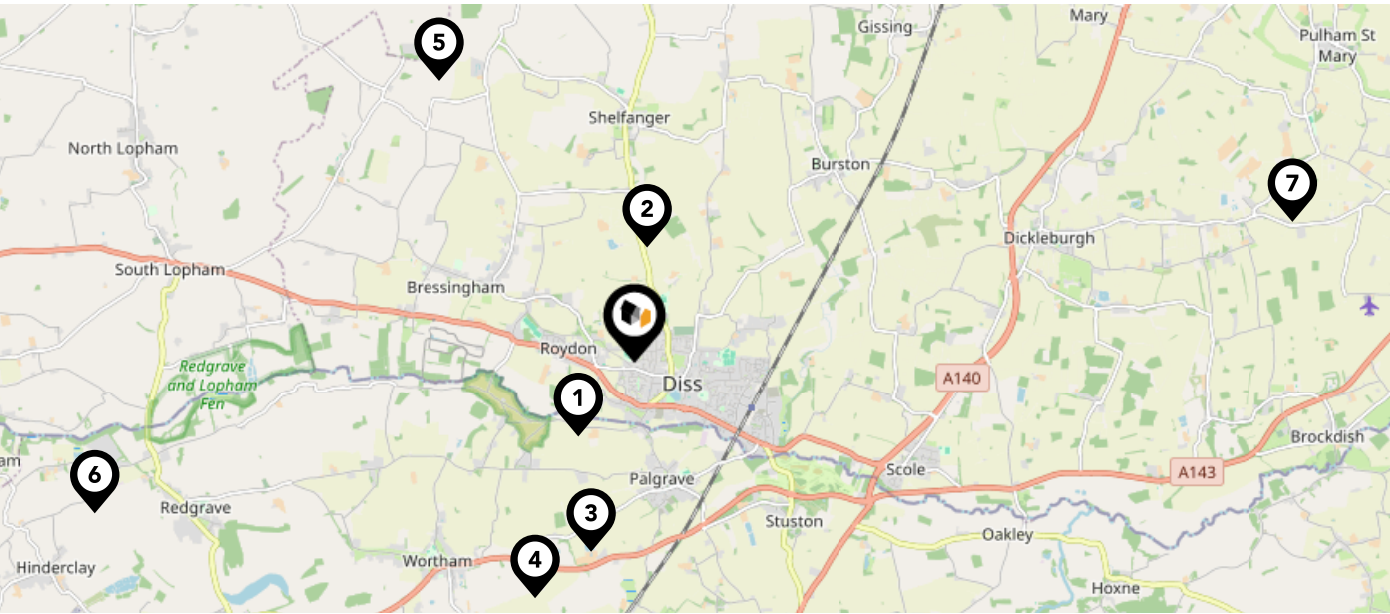 Gissing
Mary
Pulham St
Mary
5
Shelfanger
North Lopham
Burston
7
2
Dickleburgh
South Lopham
Bressingham
Roydon
Redgrave
and Lopham
Fen
Diss
A140
1
Brockdish
am
6
Scole
A143
Palgrave
Redgrave
3
Stuston
Oakley
4
Wortham
Hinderclay
Hoxne